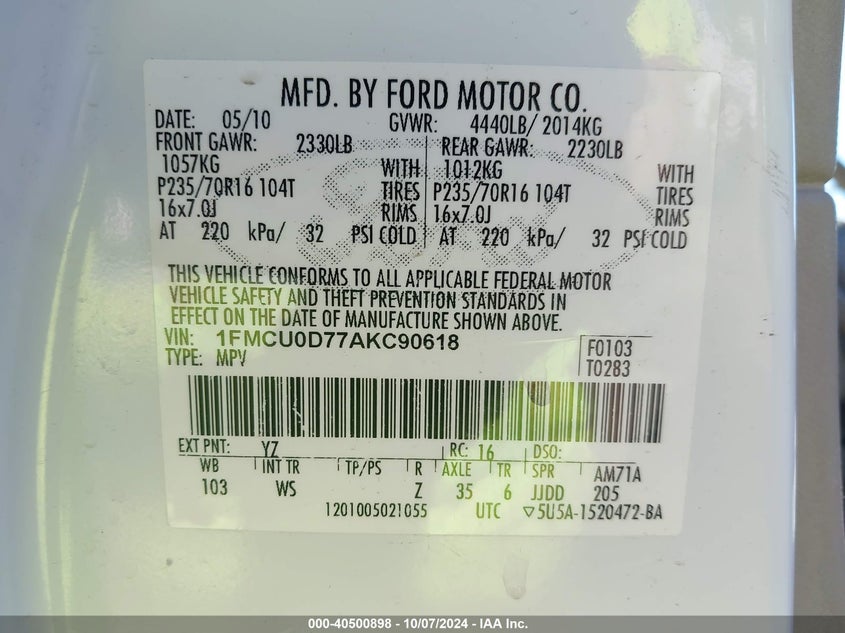 MFD. BY FORD MOTOR CO.
DATE: 05/10 GVWR: 4440LB/ 2014KG
FRONT GAWR: 2330LB REAR GAWR: 2230LB
1057KG WITH 1012KG WITH
P235/70R16 104T TIRES P235/70R16 104T TIRES
16x7.0J RIMS 16x7.0J RIMS
AT 220 kPa/ 32 PSI COLD AT 220 kPa/ 32 PSI COLD
THIS VEHICLE CONFORMS TO ALL APPLICABLE FEDERAL MOTOR
VEHICLE SAFETY AND THEFT PREVENTION STANDARDS IN
EFFECT ON THE DATE OF MANUFACTURE SHOWN ABOVE.
VIN: 1FMCU0D77AKC90618 F0103
TYPE: MPV T0283
EXT PNT: YZ RC: 16 DSO:
WB INT TR TP/PS R AXLE TR SPR AM71A
103 WS Z 35 6 JJDD 205
1201005021055 UTC ▽5U5A-1520472-BA
000-40500898 - 10/07/2024 - IAA Inc.